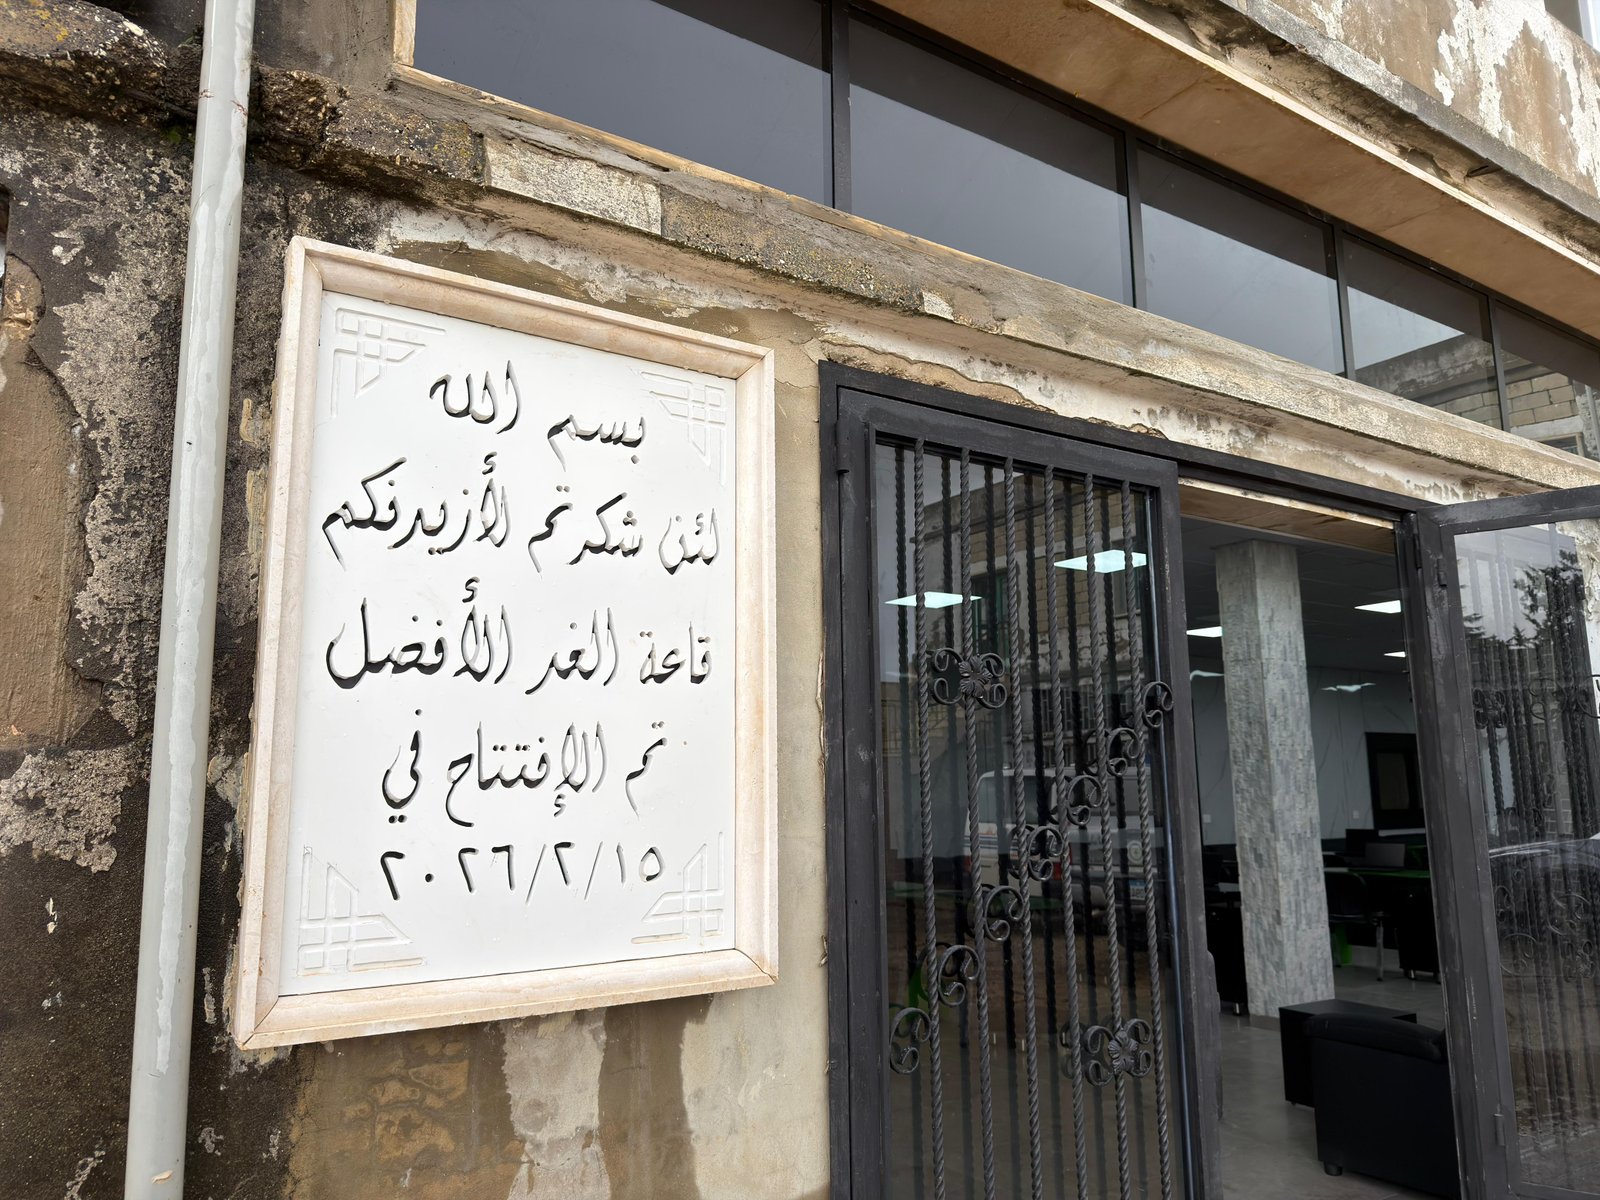 بسم الله
لئن شكرتم لأزيدنكم
قاعة الغد الأفضل
تم الإفتتاح في
٢٠٢٦/٢/١٥